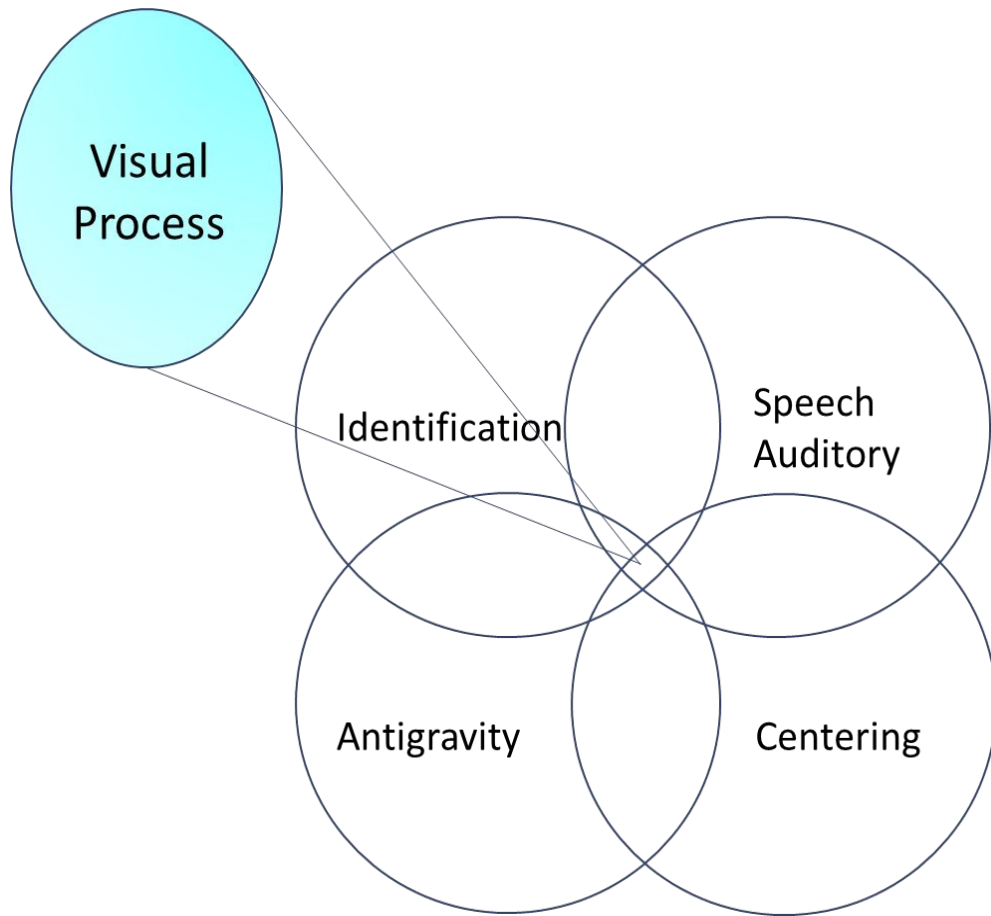 Visual
Process
Identification
Speech
Auditory
Antigravity
Centering